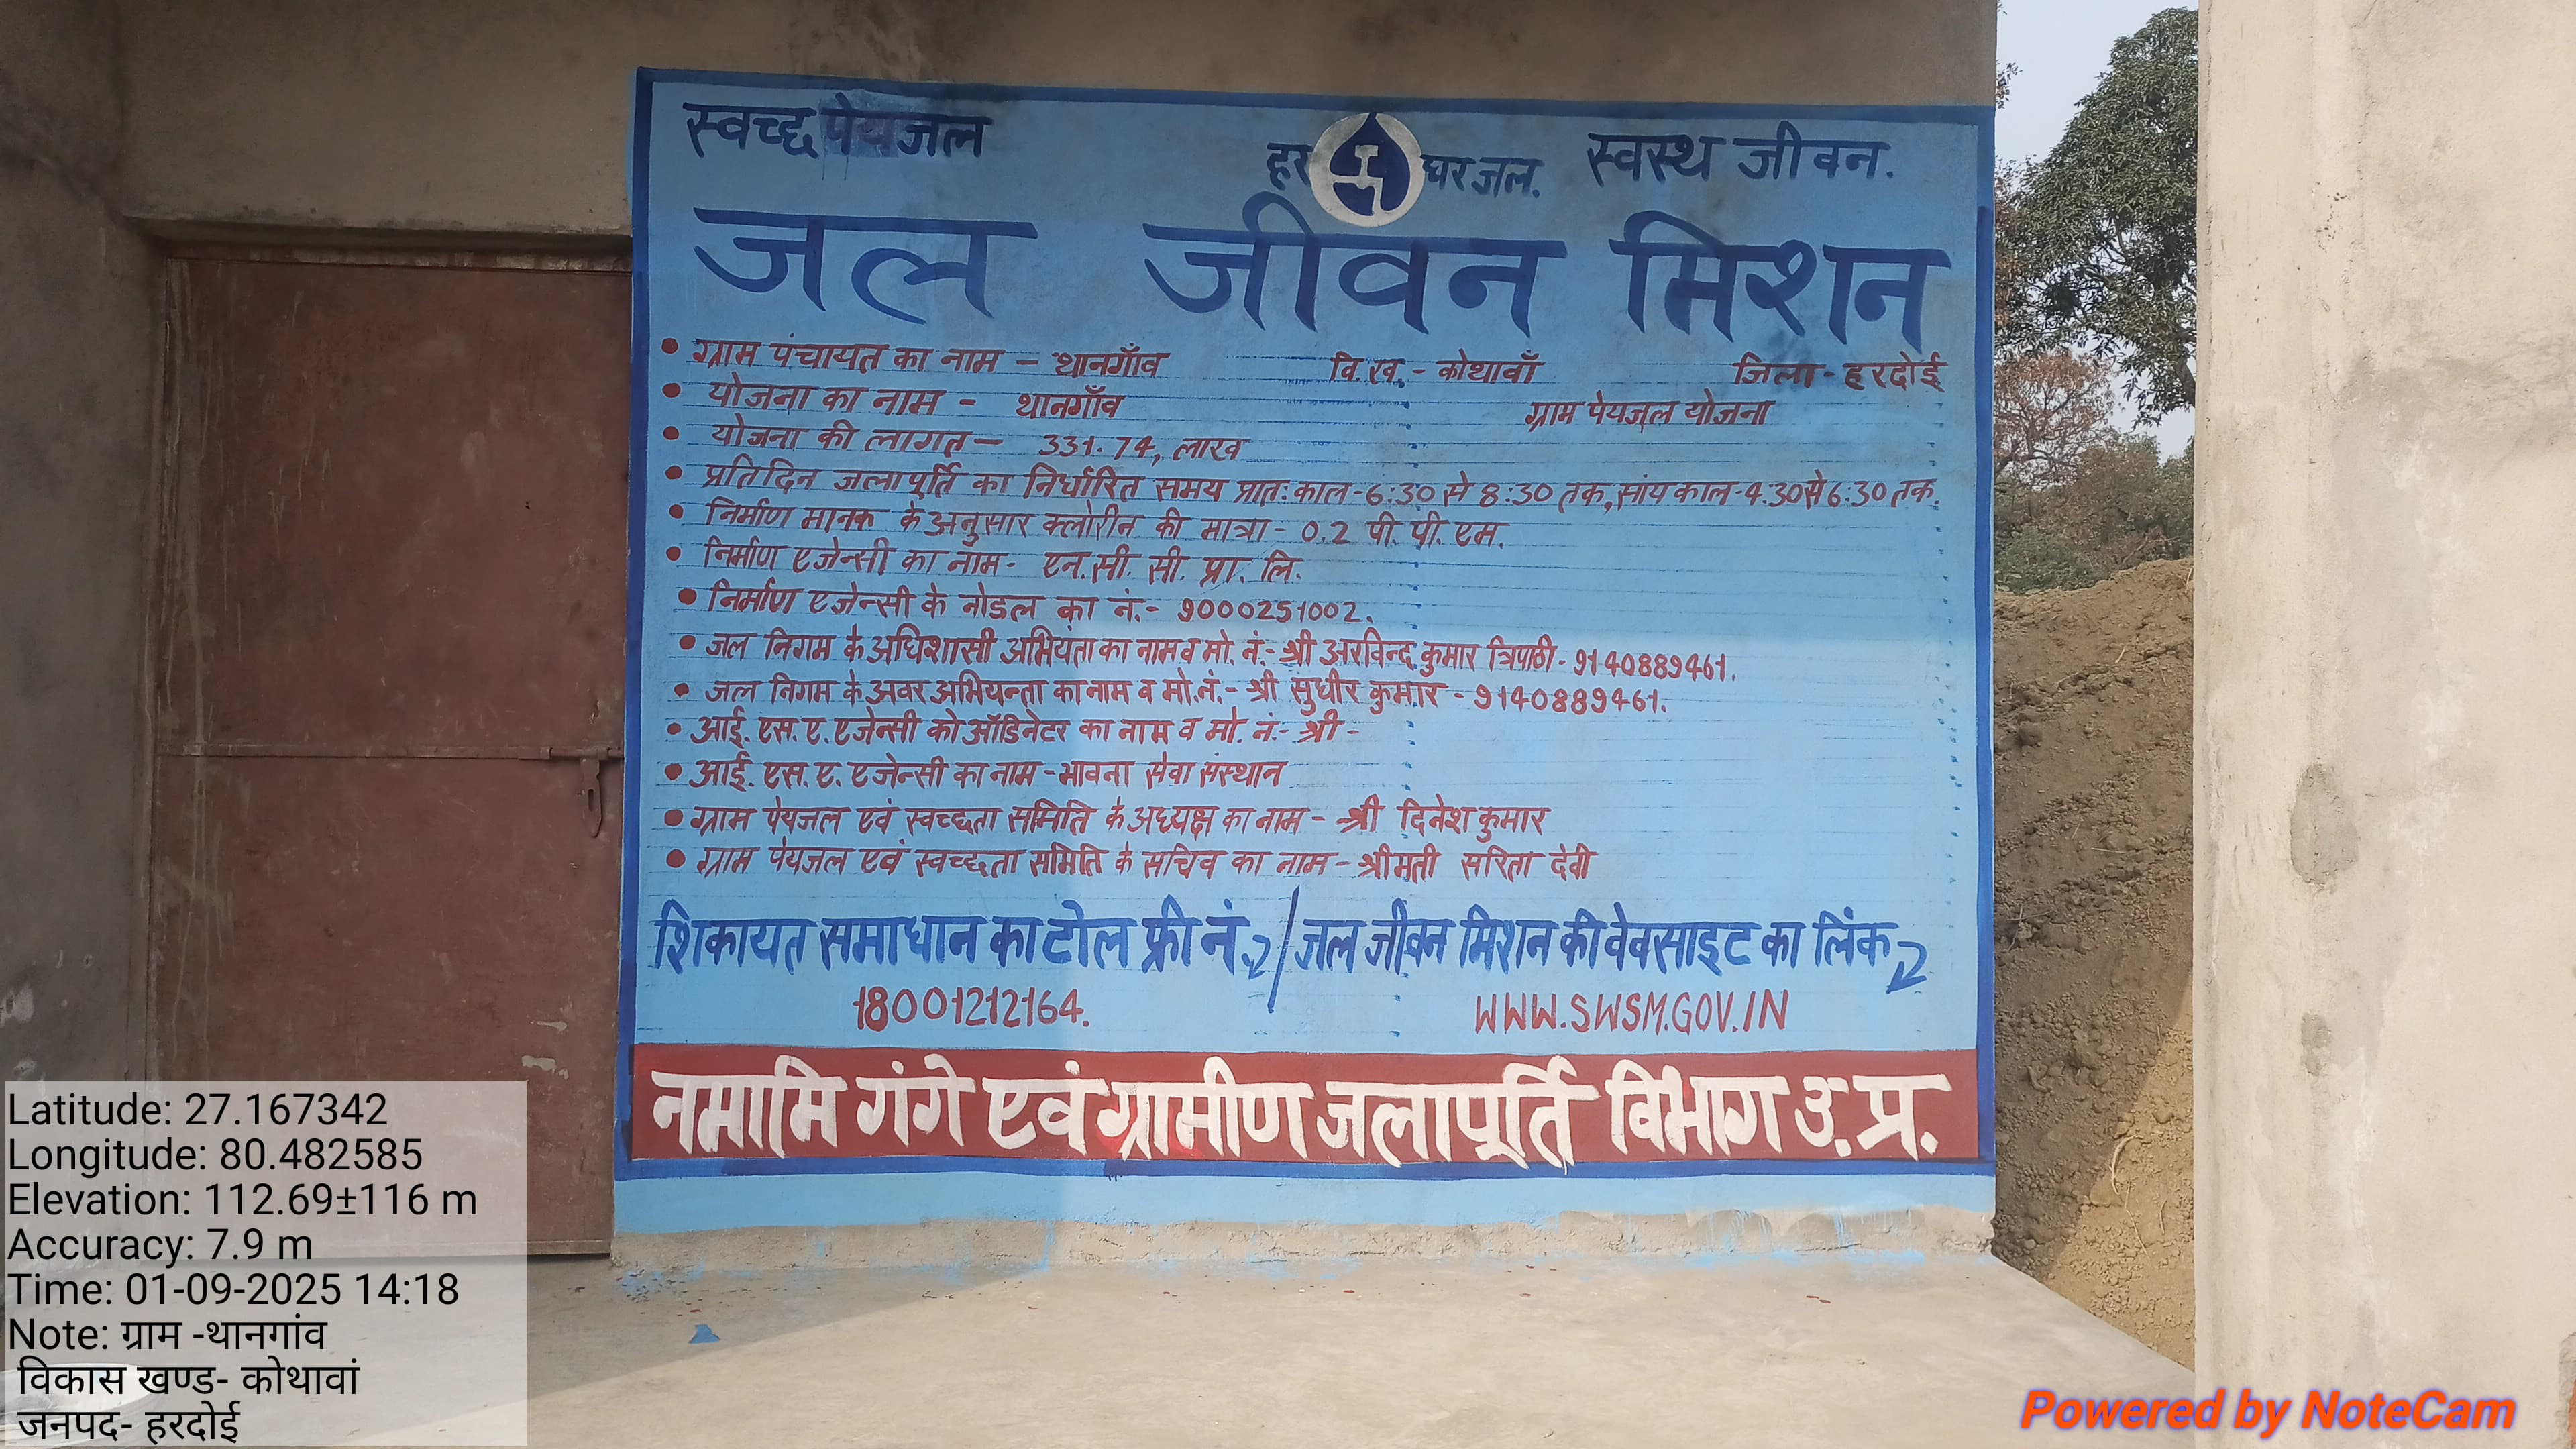 स्वच्छ पेयजल
हर घर जल. स्वस्थ जीवन.
जल जीवन मिशन
• ग्राम पंचायत का नाम - थानगाँव वि.ख.- कोथावाँ जिला- हरदोई
• योजना का नाम - थानगाँव ग्राम पेयजल योजना
• योजना की लागत- 331.74, लाख
• प्रतिदिन जलापूर्ति का निर्धारित समय प्रात:काल-6:30 से 8:30 तक, सांयकाल-4:30 से 6:30 तक.
• निर्माण मानक के अनुसार क्लोरीन की मात्रा- 0.2 पी. पी. एम.
• निर्माण एजेन्सी का नाम- एन.सी. सी. प्रा. लि.
• निर्माण एजेन्सी के नोडल का नं.- 9000251002.
• जल निगम के अधिशासी अभियंता का नाम व मो. नं.- श्री अरविन्द कुमार त्रिपाठी- 9140889461.
• जल निगम के अवर अभियन्ता का नाम व मो.नं.- श्री सुधीर कुमार - 9140889461.
• आई. एस. ए. एजेन्सी कोऑडिनेटर का नाम व मो. नं.- श्री -
• आई. एस. ए. एजेन्सी का नाम -भावना सेवा संस्थान
• ग्राम पेयजल एवं स्वच्छता समिति के अध्यक्ष का नाम - श्री दिनेश कुमार
• ग्राम पेयजल एवं स्वच्छता समिति के सचिव का नाम - श्रीमती सरिता देवी
शिकायत समाधान का टोल फ्री नं. / जल जीवन मिशन की वेवसाइट का लिंक
18001212164. WWW.SWSM.GOV.IN
नमामि गंगे एवं ग्रामीण जलापूर्ति विभाग उ.प्र.
Latitude: 27.167342
Longitude: 80.482585
Elevation: 112.69±116 m
Accuracy: 7.9 m
Time: 01-09-2025 14:18
Note: ग्राम -थानगांव
विकास खण्ड- कोथावां
जनपद- हरदोई
Powered by NoteCam